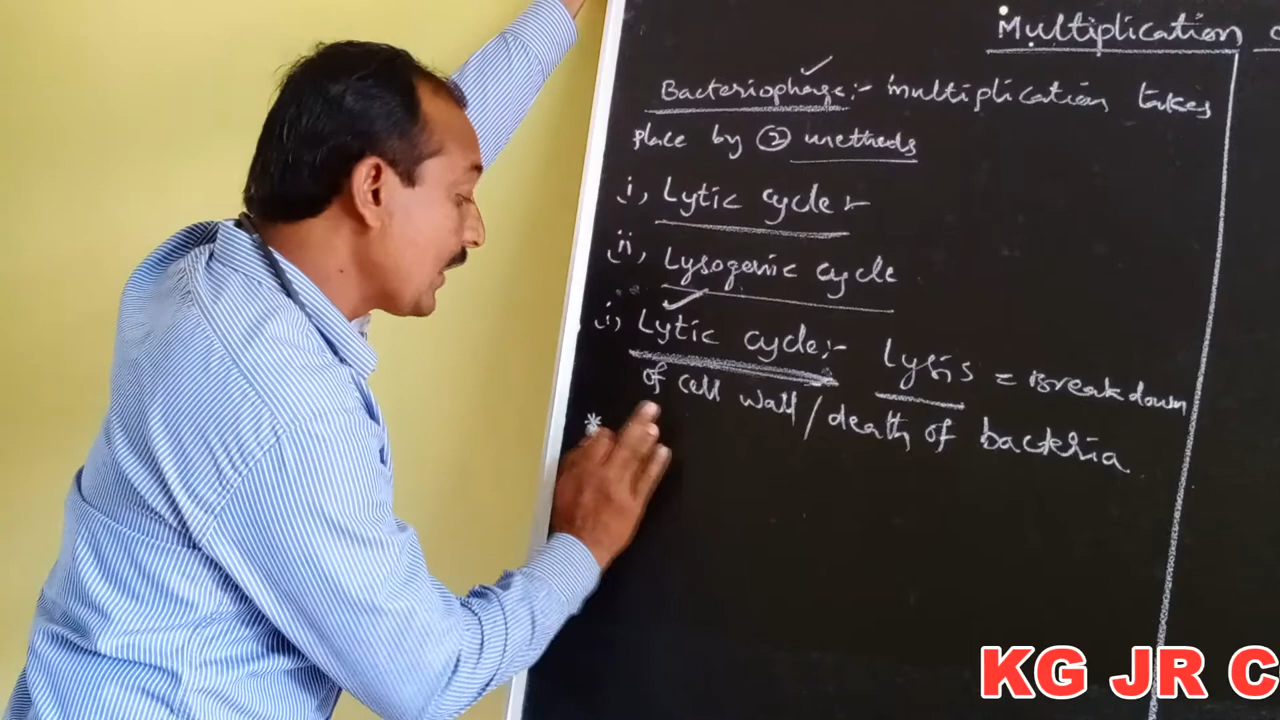 Multiplication
Bacteriophage:- multiplication takes
place by ② methods
i, Lytic cycle:-
ii, Lysogenic cycle
i, Lytic cycle:- Lysis = Breakdown
of cell wall / death of bacteria
*
KG JR C